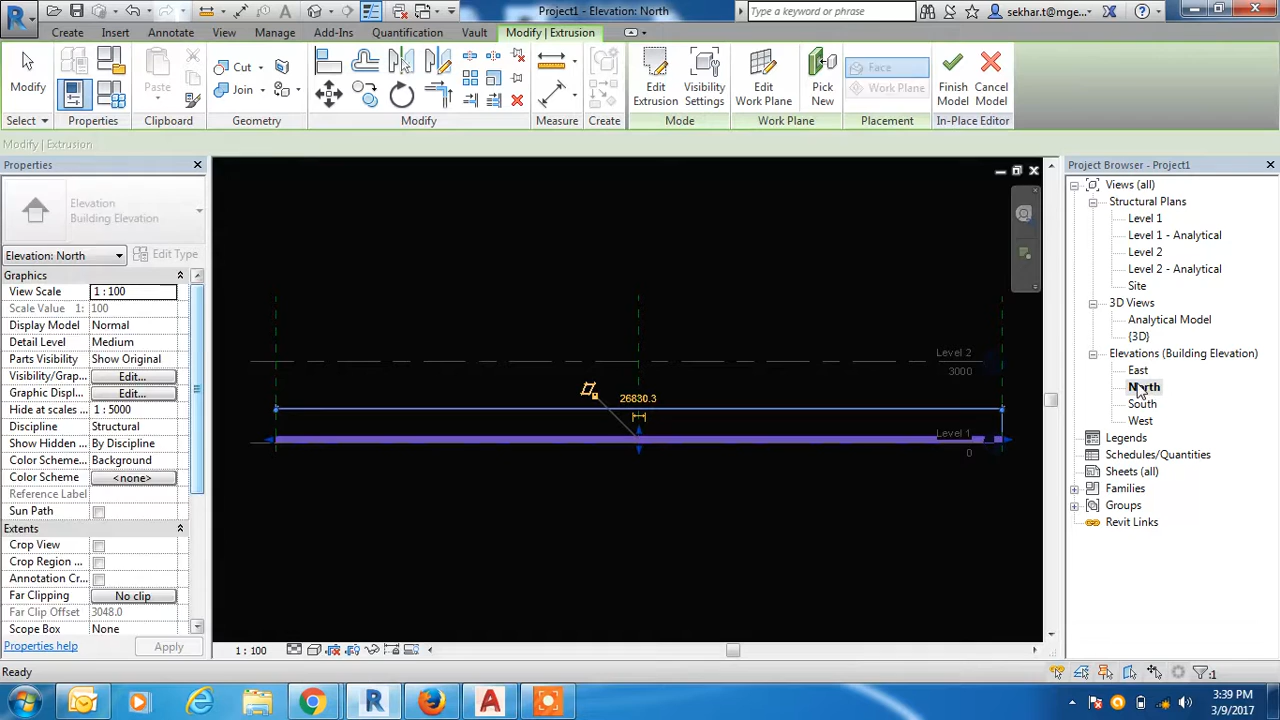 Project1 - Elevation: North
Type a keyword or phrase
sekhar.t@mge...
Create
Insert
Annotate
View
Manage
Add-Ins
Quantification
Vault
Modify | Extrusion
Modify
Paste
Cut
Join
Edit Extrusion
Visibility Settings
Edit Work Plane
Pick New
Face
Work Plane
Finish Model
Cancel Model
Select
Properties
Clipboard
Geometry
Modify
Measure
Create
Mode
Work Plane
Placement
In-Place Editor
Modify | Extrusion
Properties
Elevation
Building Elevation
Elevation: North
Edit Type
Graphics
View Scale 1 : 100
Scale Value 1: 100
Display Model Normal
Detail Level Medium
Parts Visibility Show Original
Visibility/Grap... Edit...
Graphic Displ... Edit...
Hide at scales ... 1 : 5000
Discipline Structural
Show Hidden ... By Discipline
Color Scheme... Background
Color Scheme <none>
Reference Label
Sun Path
Extents
Crop View
Crop Region ...
Annotation Cr...
Far Clipping No clip
Far Clip Offset 3048.0
Scope Box None
Properties help
Apply
Level 2
3000
26830.3
Level 1
0
1 : 100
Project Browser - Project1
Views (all)
Structural Plans
Level 1
Level 1 - Analytical
Level 2
Level 2 - Analytical
Site
3D Views
Analytical Model
{3D}
Elevations (Building Elevation)
East
North
South
West
Legends
Schedules/Quantities
Sheets (all)
Families
Groups
Revit Links
Ready
:1
3:39 PM
3/9/2017